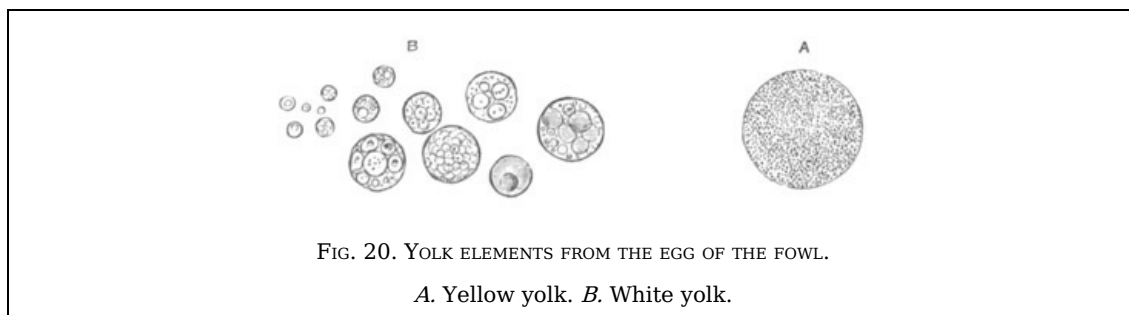 B
A
FIG. 20. YOLK ELEMENTS FROM THE EGG OF THE FOWL.
A. Yellow yolk. B. White yolk.